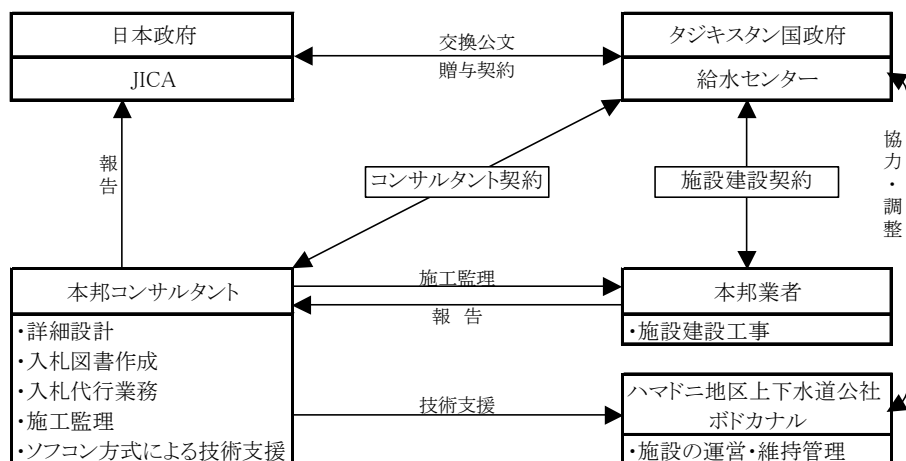 日本政府
JICA
交換公文
贈与契約
タジキスタン国政府
給水センター
報告
コンサルタント契約
施設建設契約
協力・調整
本邦コンサルタント
・詳細設計
・入札図書作成
・入札代行業務
・施工監理
・ソフコン方式による技術支援
施工監理
報 告
本邦業者
・施設建設工事
技術支援
ハマドニ地区上下水道公社
ボドカナル
・施設の運営・維持管理